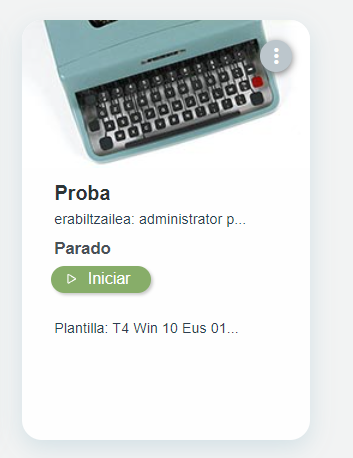 Proba
erabiltzailea: administrator p...
Parado
Iniciar
Plantilla: T4 Win 10 Eus 01...